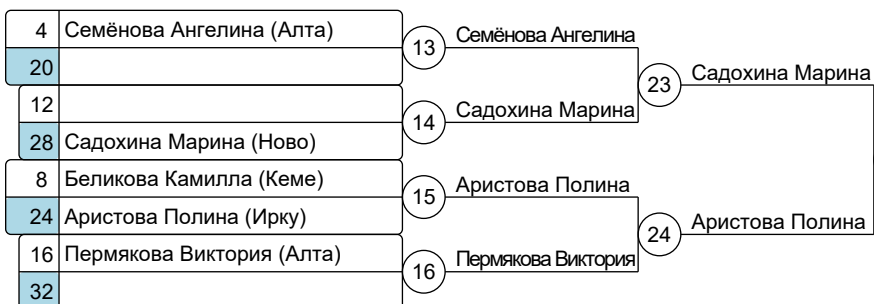 4 Семёнова Ангелина (Алта)
20
12
28 Садохина Марина (Ново)
8 Беликова Камилла (Кеме)
24 Аристова Полина (Ирку)
16 Пермякова Виктория (Алта)
32
13 Семёнова Ангелина
14 Садохина Марина
15 Аристова Полина
16 Пермякова Виктория
23 Садохина Марина
24 Аристова Полина